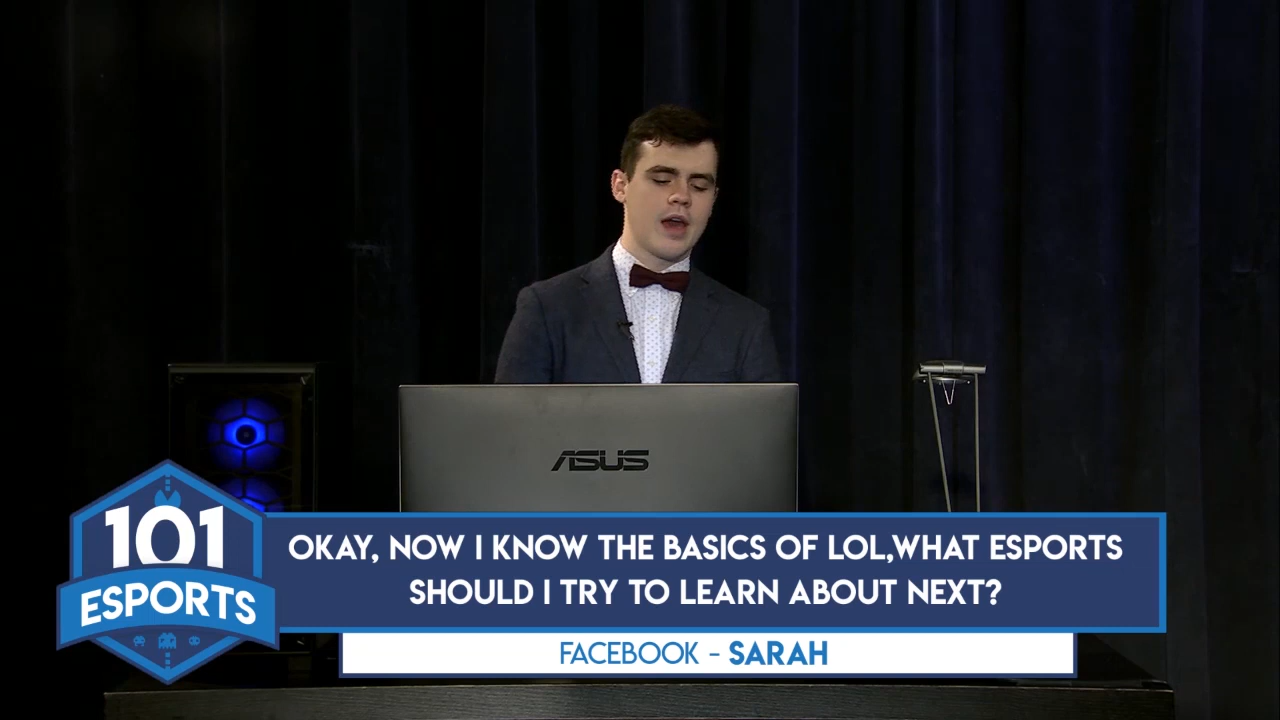 ASUS
101
ESPORTS
OKAY, NOW I KNOW THE BASICS OF LOL,WHAT ESPORTS
SHOULD I TRY TO LEARN ABOUT NEXT?
FACEBOOK - SARAH